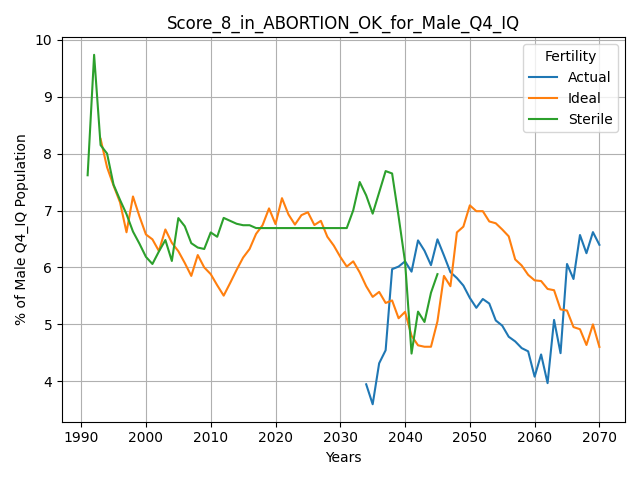 Score_8_in_ABORTION_OK_for_Male_Q4_IQ
% of Male Q4_IQ Population
10
9
8
7
6
5
4
Fertility
Actual
Ideal
Sterile
1990 2000 2010 2020 2030 2040 2050 2060 2070
Years